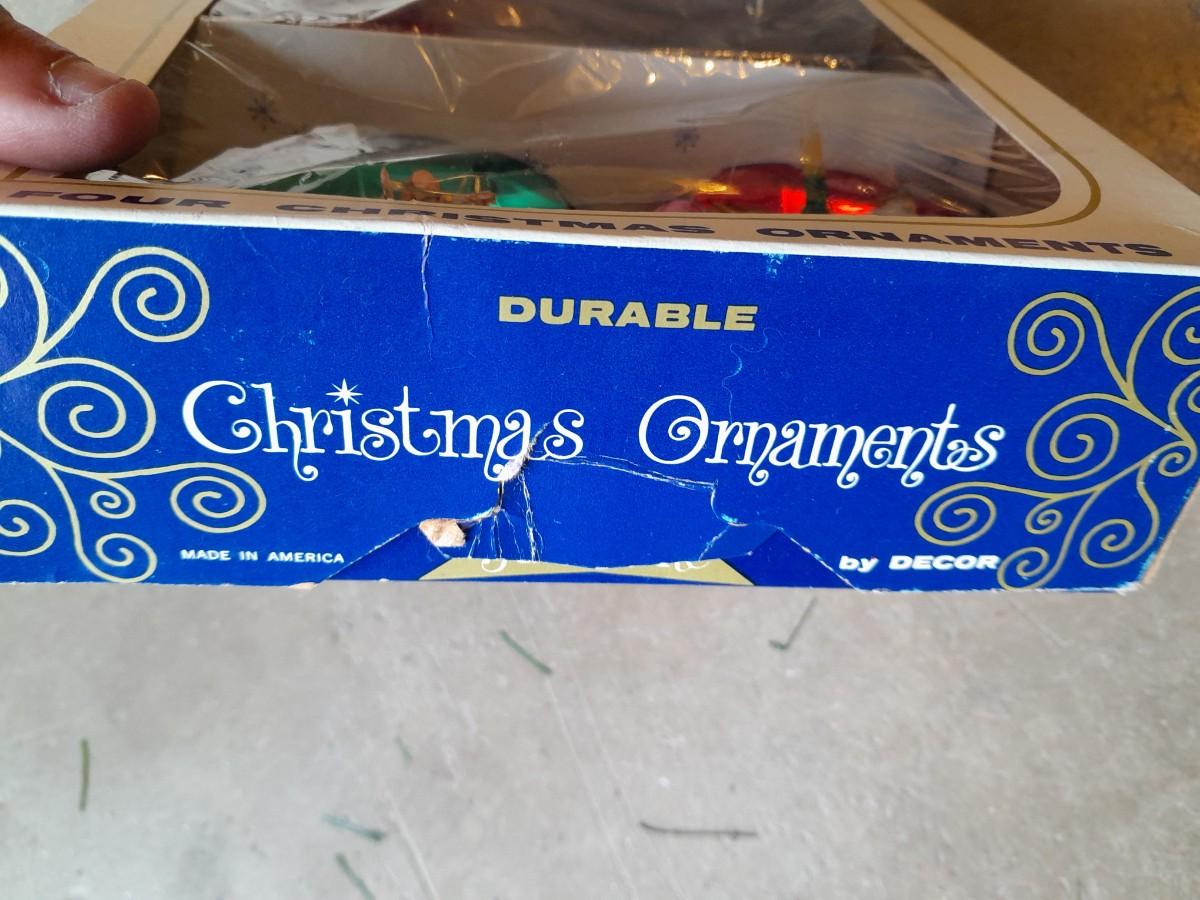 FOUR CHRISTMAS ORNAMENTS
DURABLE
Christmas Ornaments
MADE IN AMERICA
by DECOR